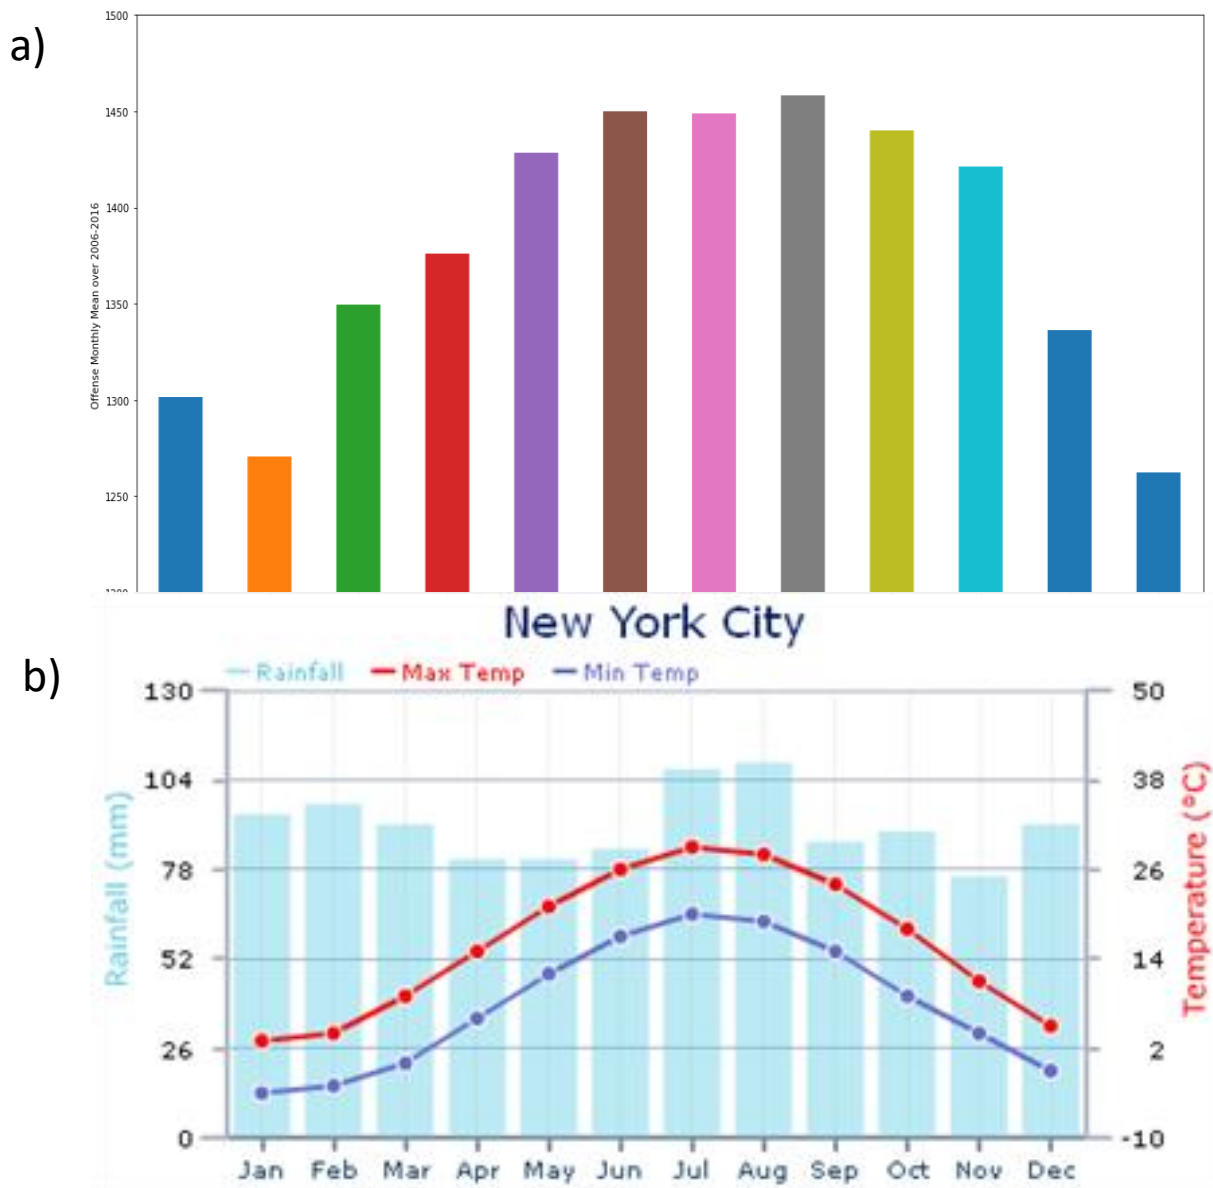 a)
Offense Monthly Mean over 2006-2016
1500
1450
1400
1350
1300
1250
1200
New York City
b)
Rainfall Max Temp Min Temp
Rainfall (mm)
130
104
78
52
26
0
50
38
26
14
2
-10
Temperature (°C)
Jan Feb Mar Apr May Jun Jul Aug Sep Oct Nov Dec